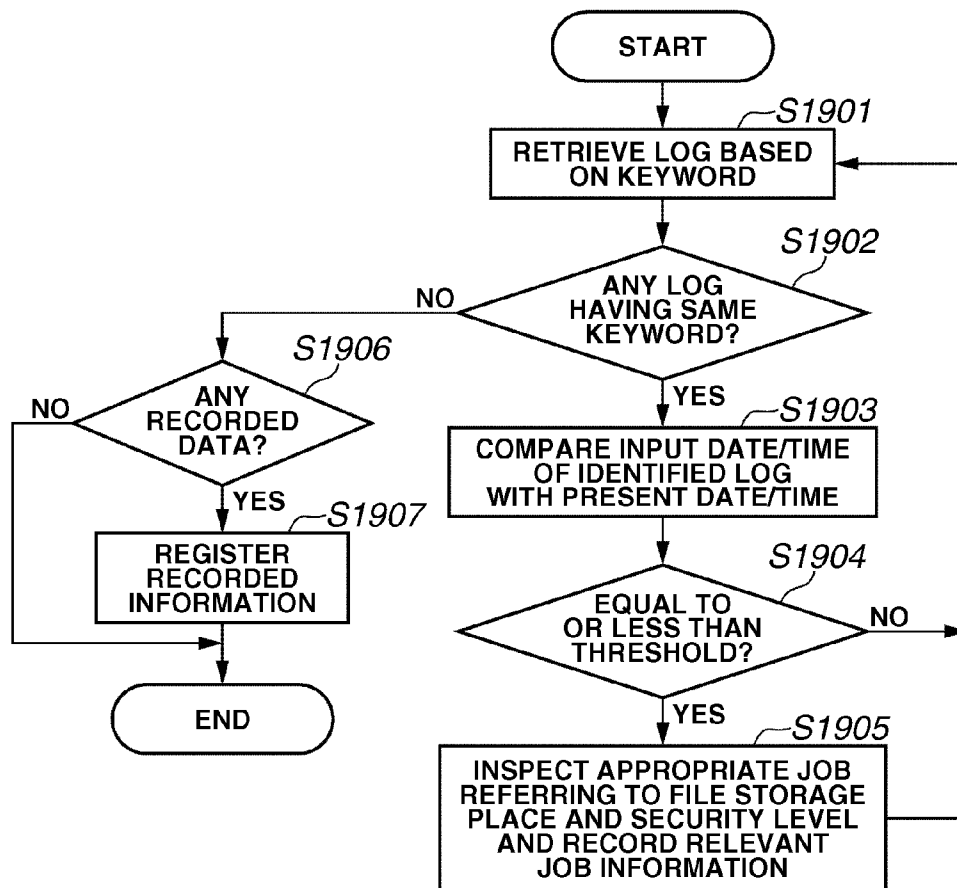 START
S1901
RETRIEVE LOG BASED
ON KEYWORD
S1902
ANY LOG
HAVING SAME
KEYWORD?
NO
YES
S1906
ANY
RECORDED
DATA?
NO
YES
S1903
COMPARE INPUT DATE/TIME
OF IDENTIFIED LOG
WITH PRESENT DATE/TIME
S1907
REGISTER
RECORDED
INFORMATION
S1904
EQUAL TO
OR LESS THAN
THRESHOLD?
NO
YES
END
S1905
INSPECT APPROPRIATE JOB
REFERRING TO FILE STORAGE
PLACE AND SECURITY LEVEL
AND RECORD RELEVANT
JOB INFORMATION